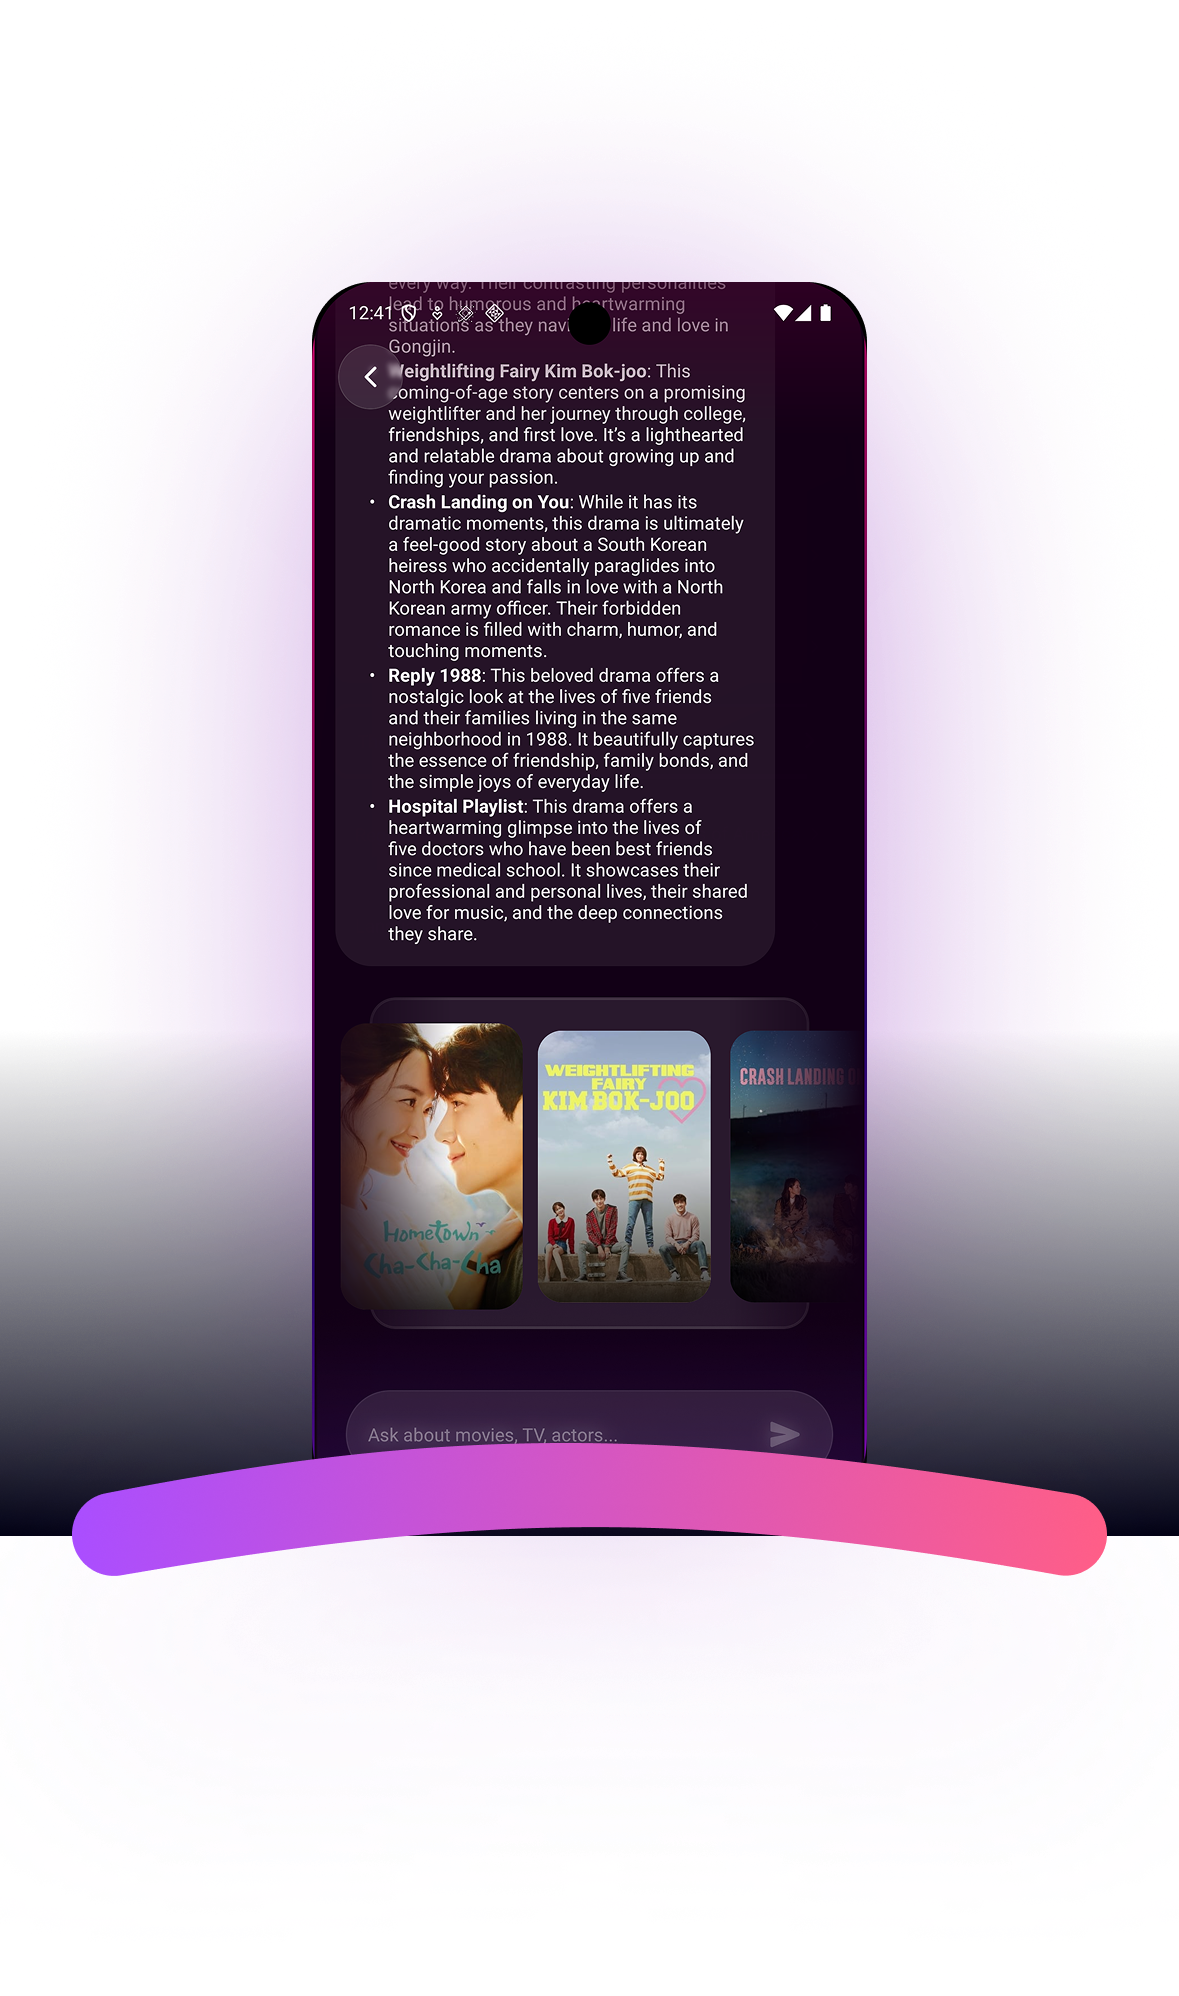 every way. Their contrasting personalities
lead to humorous and heartwarming
12:41
situations as they navi life and love in
Gongjin.
Weightlifting Fairy Kim Bok-joo: This
coming-of-age story centers on a promising
weightlifter and her journey through college,
friendships, and first love. It's a lighthearted
and relatable drama about growing up and
finding your passion.
• Crash Landing on You: While it has its
dramatic moments, this drama is ultimately
a feel-good story about a South Korean
heiress who accidentally paraglides into
North Korea and falls in love with a North
Korean army officer. Their forbidden
romance is filled with charm, humor, and
touching moments.
• Reply 1988: This beloved drama offers a
nostalgic look at the lives of five friends
and their families living in the same
neighborhood in 1988. It beautifully captures
the essence of friendship, family bonds, and
the simple joys of everyday life.
• Hospital Playlist: This drama offers a
heartwarming glimpse into the lives of
five doctors who have been best friends
since medical school. It showcases their
professional and personal lives, their shared
love for music, and the deep connections
they share.
Hometown
Cha-Cha-Cha
WEIGHTLIFTING
FAIRY
KIM BOK-JOO
CRASH LANDING O
Ask about movies, TV, actors...